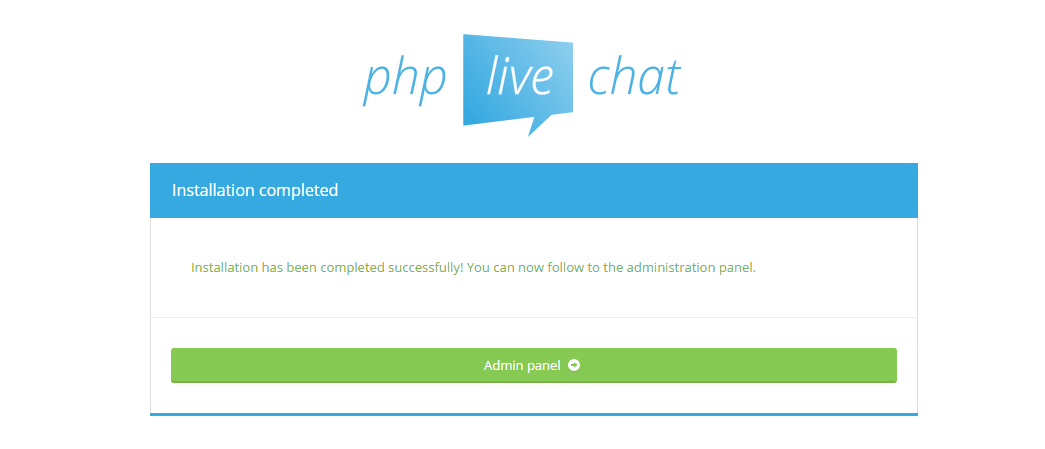 php live chat
Installation completed
Installation has been completed successfully! You can now follow to the administration panel.
Admin panel